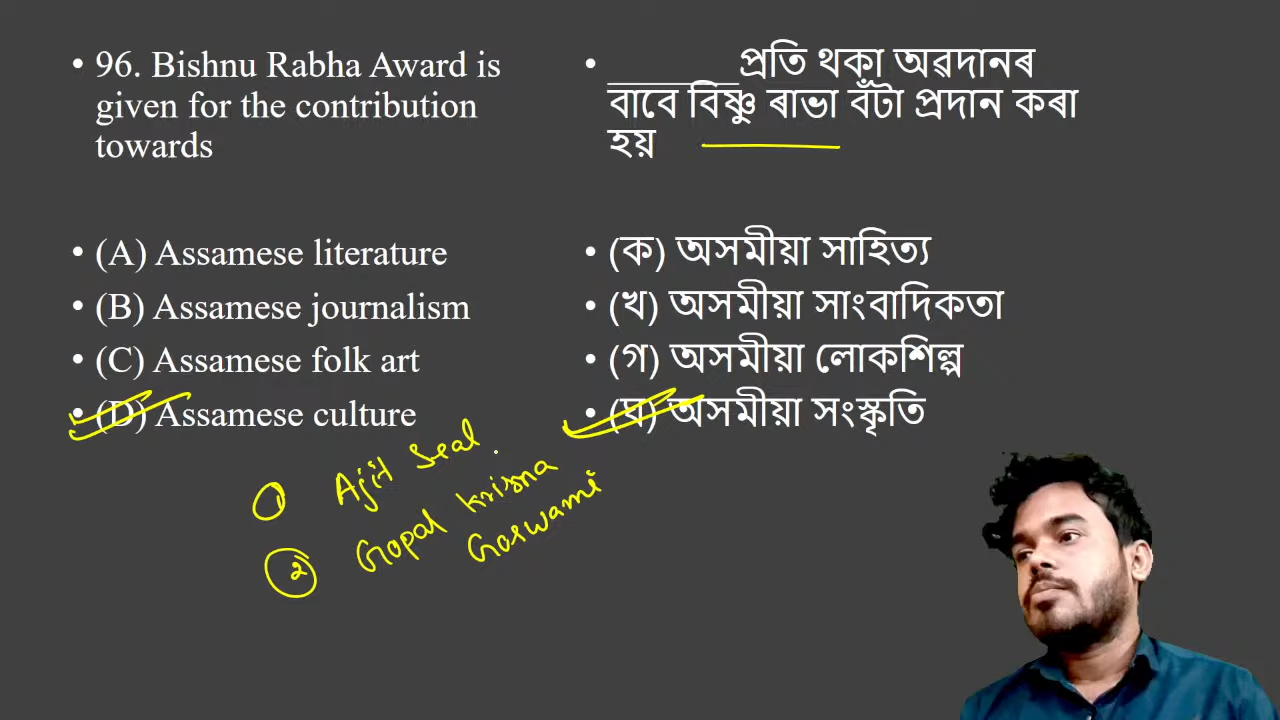 • 96. Bishnu Rabha Award is
given for the contribution
towards
• (A) Assamese literature
• (B) Assamese journalism
• (C) Assamese folk art
• (D) Assamese culture
• ______প্ৰতি থকা অৱদানৰ
বাবে বিষ্ণু ৰাভা বঁটা প্ৰদান কৰা
হয়
• (ক) অসমীয়া সাহিত্য
• (খ) অসমীয়া সাংবাদিকতা
• (গ) অসমীয়া লোকশিল্প
• (ঘ) অসমীয়া সংস্কৃতি
1 Ajit Seal
2 Gopal Krisna
Goswami